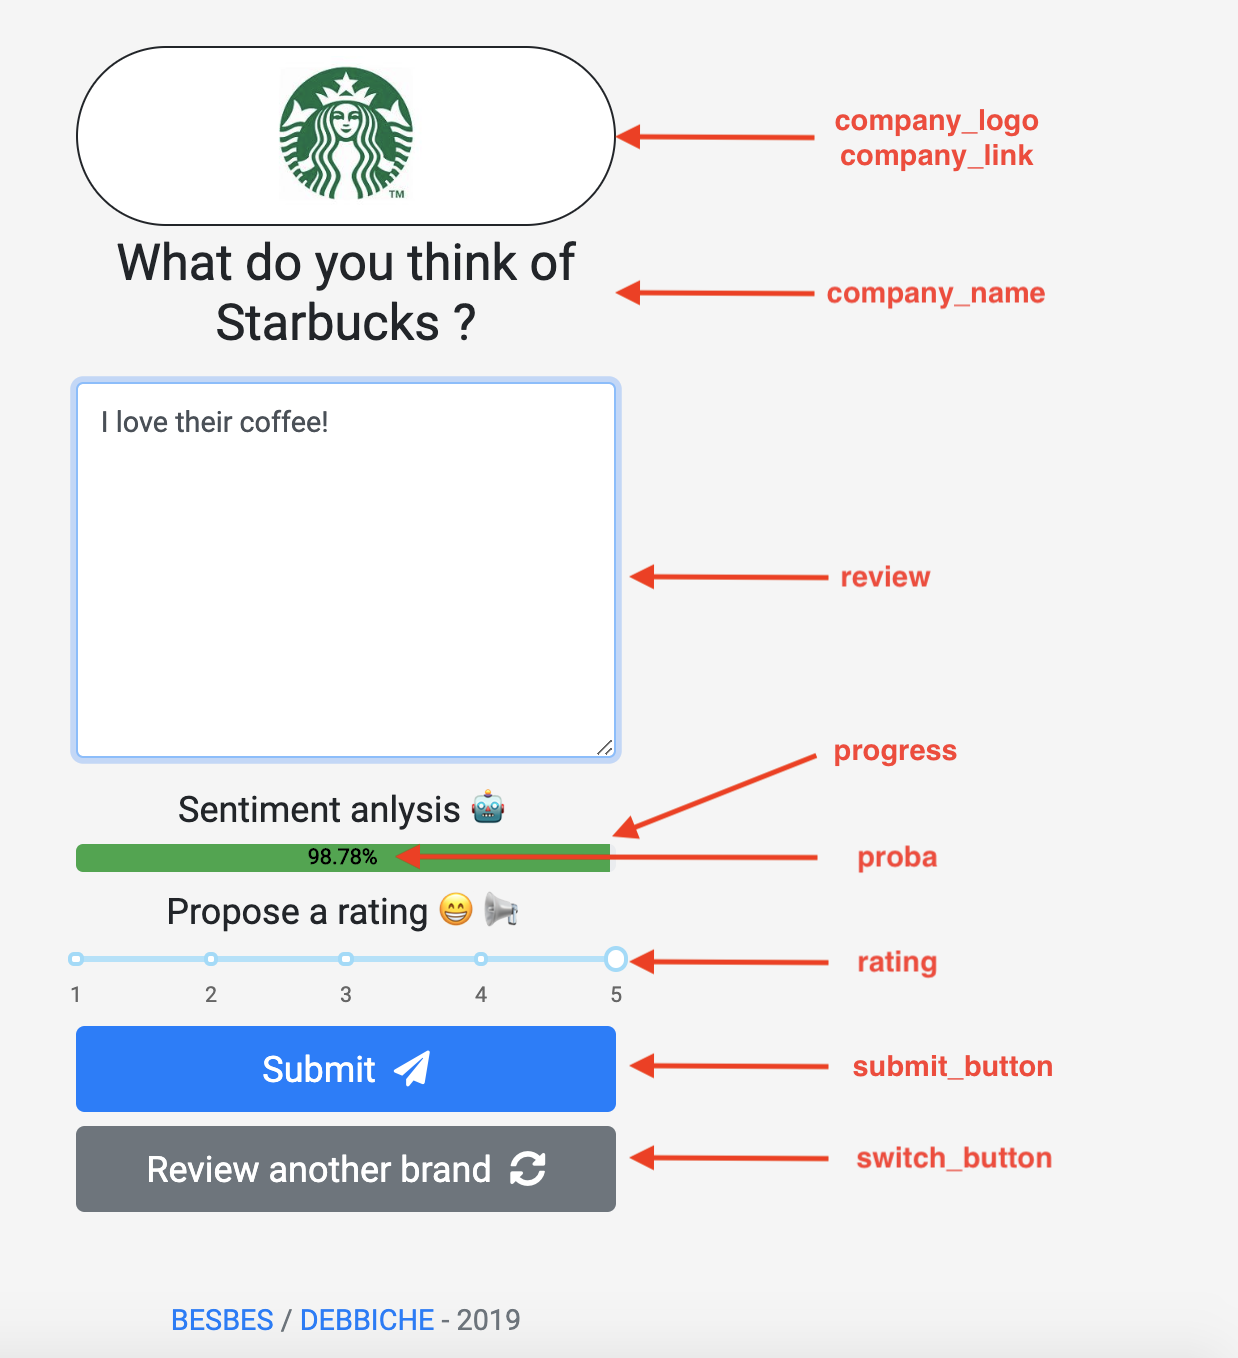 TM
company_logo
company_link
What do you think of
Starbucks ?
company_name
I love their coffee!
review
progress
Sentiment anlysis 🤖
98.78%
proba
Propose a rating 😁 📢
rating
1 2 3 4 5
Submit
submit_button
Review another brand
switch_button
BESBES / DEBBICHE - 2019